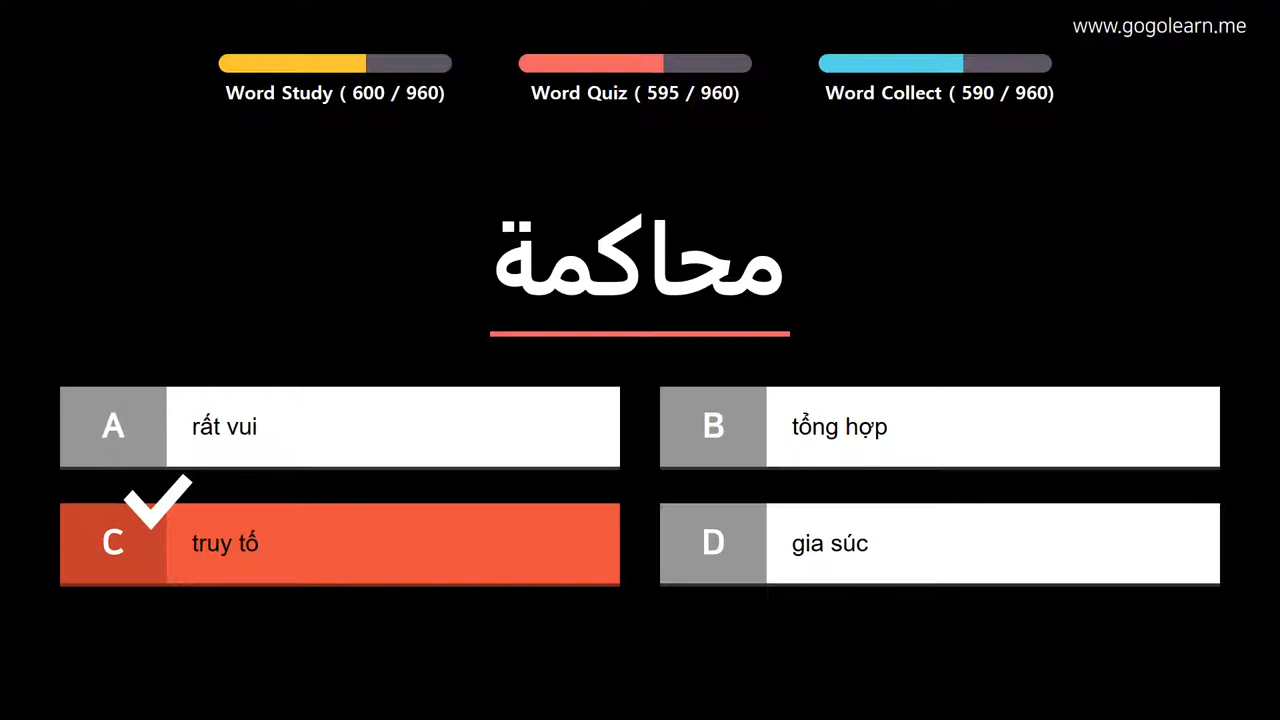 www.gogolearn.me
Word Study ( 600 / 960)
Word Quiz ( 595 / 960)
Word Collect ( 590 / 960)
محاكمة
A rất vui
B tổng hợp
C truy tố
D gia súc